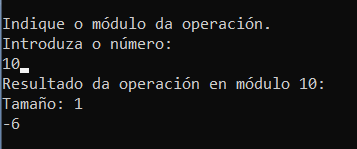 Indique o módulo da operación.
Introduza o número:
10
Resultado da operación en módulo 10:
Tamaño: 1
-6